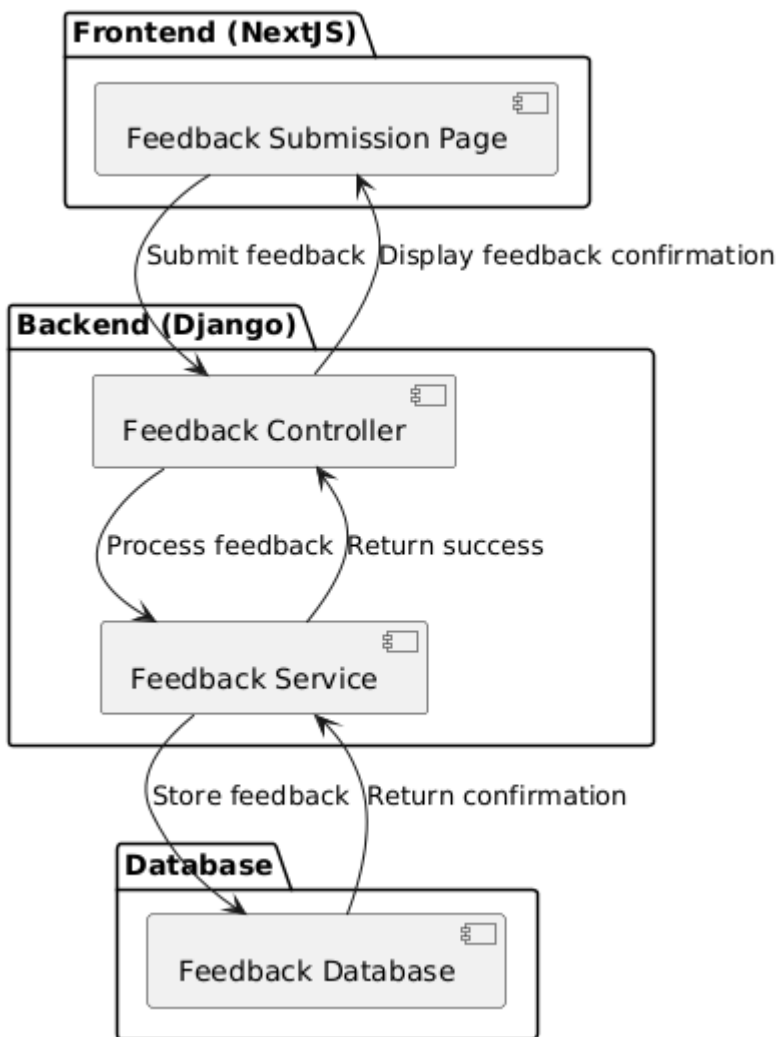 Frontend (NextJS)
Feedback Submission Page
Submit feedback
Display feedback confirmation
Backend (Django)
Feedback Controller
Process feedback
Return success
Feedback Service
Store feedback
Return confirmation
Database
Feedback Database